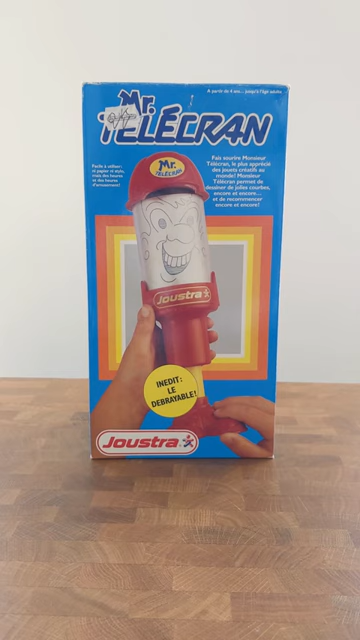 A partir de 4 ans ... jusqu'à l'âge adulte
Mr.
TÉLÉCRAN
Facile à utiliser:
ni papier ni stylo,
mais des heures
et des heures
d'amusement!
Fais sourire Monsieur
Télécran, le plus apprécié
des jouets créatifs au
monde! Monsieur
Télécran permet de
dessiner de jolies courbes,
encore et encore...
et de recommencer
encore et encore!
Mr.
TELECRAN
Joustra
INEDIT:
LE
DEBRAYABLE!
Joustra